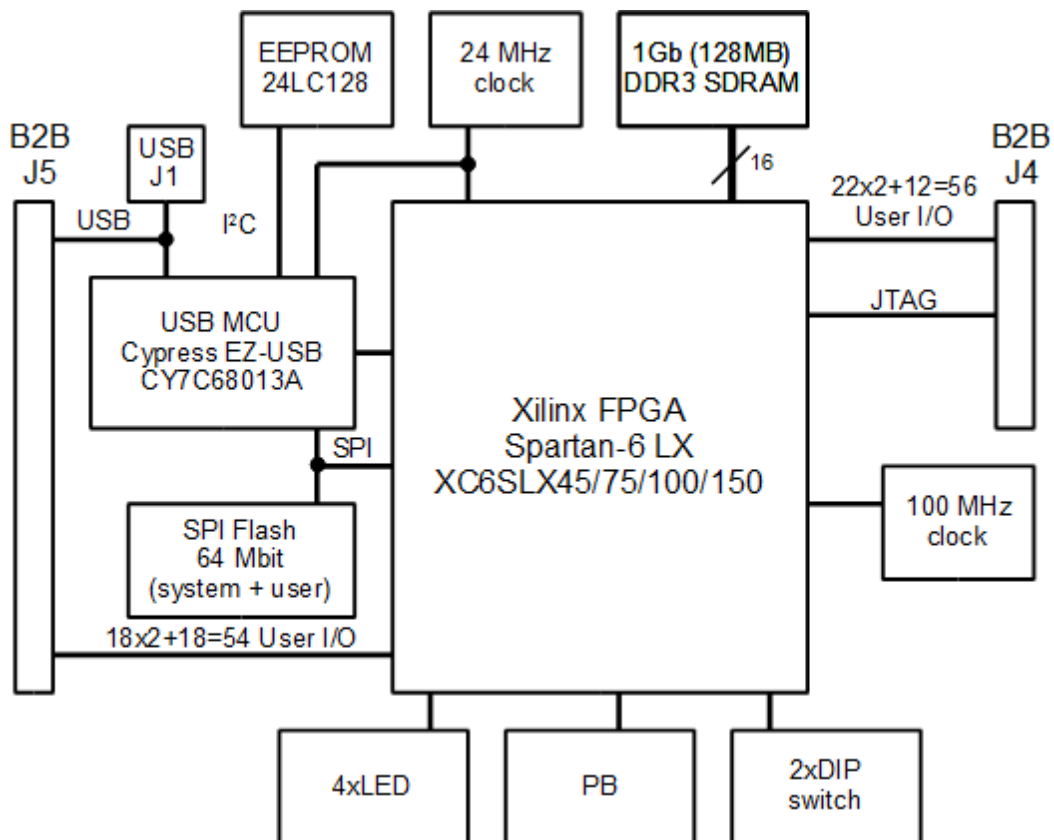 EEPROM
24LC128
24 MHz
clock
1Gb (128MB)
DDR3 SDRAM
B2B
J5
USB
J1
B2B
J4
16
22x2+12=56
User I/O
USB
I²C
JTAG
USB MCU
Cypress EZ-USB
CY7C68013A
Xilinx FPGA
Spartan-6 LX
XC6SLX45/75/100/150
SPI
100 MHz
clock
SPI Flash
64 Mbit
(system + user)
18x2+18=54 User I/O
4xLED
PB
2xDIP
switch